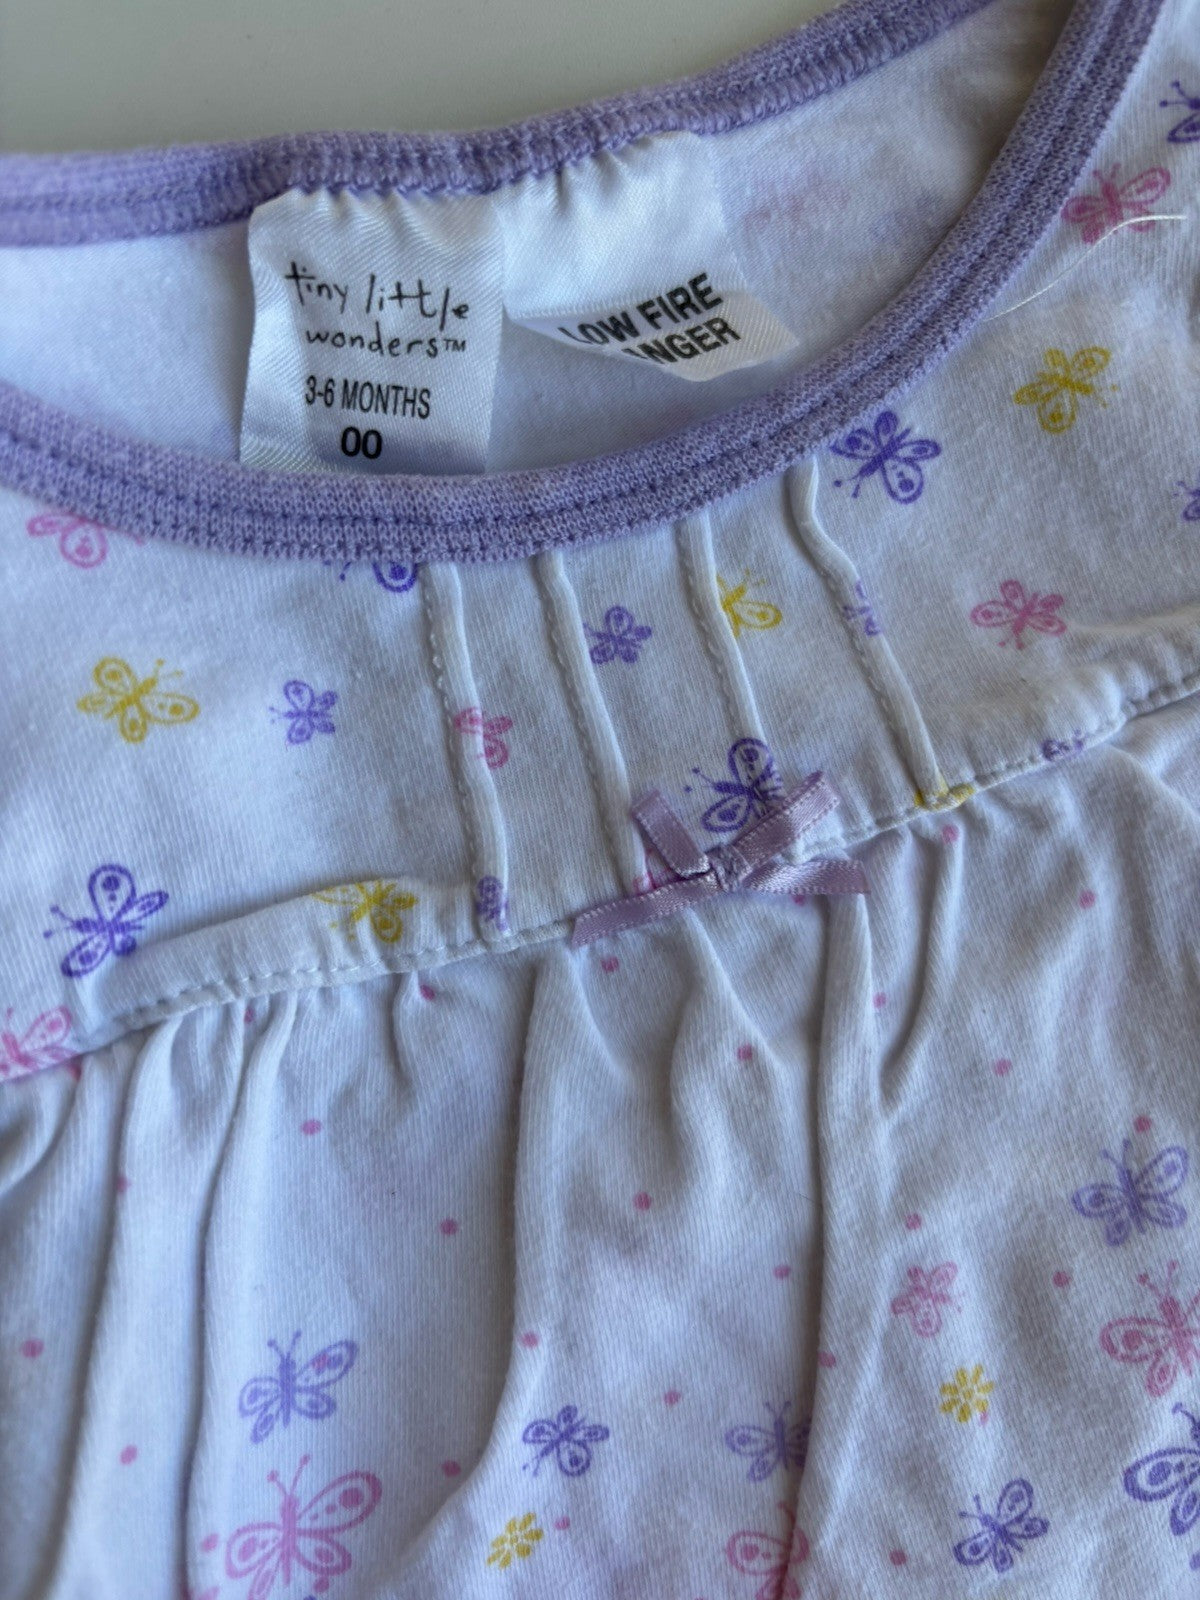 tiny little
wonders™
3-6 MONTHS
00
LOW FIRE
ANGER